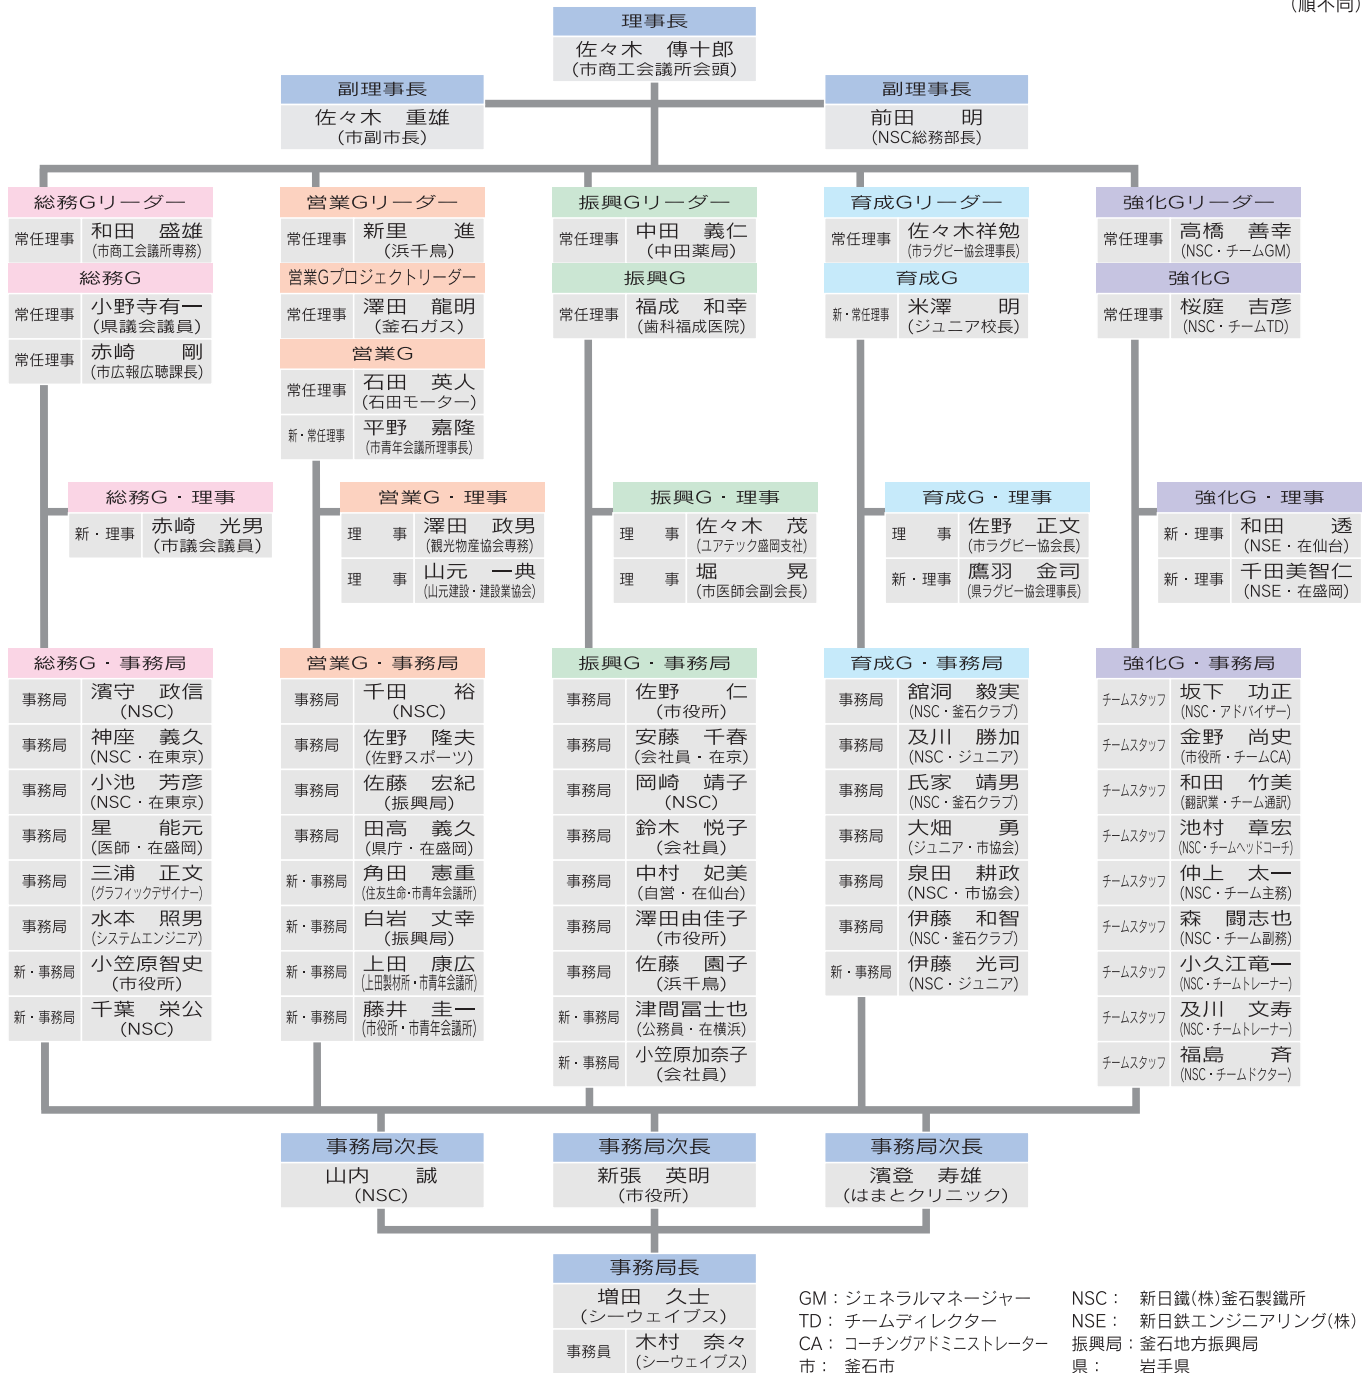 (順不同)
理事長
佐々木　傳十郎
(市商工会議所会頭)
副理事長
佐々木　重雄
(市副市長)
副理事長
前田　明
(NSC総務部長)
総務Gリーダー
常任理事
和田　盛雄
(市商工会議所専務)
総務G
常任理事
小野寺有一
(県議会議員)
常任理事
赤崎　剛
(市広報広聴課長)
営業Gリーダー
常任理事
新里　進
(浜千鳥)
営業Gプロジェクトリーダー
常任理事
澤田　龍明
(釜石ガス)
営業G
常任理事
石田　英人
(石田モーター)
新・常任理事
平野　嘉隆
(市青年会議所理事長)
振興Gリーダー
常任理事
中田　義仁
(中田薬局)
振興G
常任理事
福成　和幸
(歯科福成医院)
育成Gリーダー
常任理事
佐々木祥勉
(市ラグビー協会理事長)
育成G
新・常任理事
米澤　明
(ジュニア校長)
強化Gリーダー
常任理事
高橋　善幸
(NSC・チームGM)
強化G
常任理事
桜庭　吉彦
(NSC・チームTD)
総務G・理事
新・理事
赤崎　光男
(市議会議員)
営業G・理事
理　事
澤田　政男
(観光物産協会専務)
理　事
山元　一典
(山元建設・建設業協会)
振興G・理事
理　事
佐々木　茂
(ユアテック盛岡支社)
理　事
堀　晃
(市医師会副会長)
育成G・理事
理　事
佐野　正文
(市ラグビー協会長)
新・理事
鷹羽　金司
(県ラグビー協会理事長)
強化G・理事
新・理事
和田　透
(NSE・在仙台)
新・理事
千田美智仁
(NSE・在盛岡)
総務G・事務局
事務局
濱守　政信
(NSC)
事務局
神座　義久
(NSC・在東京)
事務局
小池　芳彦
(NSC・在東京)
事務局
星　能元
(医師・在盛岡)
事務局
三浦　正文
(グラフィックデザイナー)
事務局
水本　照男
(システムエンジニア)
新・事務局
小笠原智史
(市役所)
新・事務局
千葉　栄公
(NSC)
営業G・事務局
事務局
千田　裕
(NSC)
事務局
佐野　隆夫
(佐野スポーツ)
事務局
佐藤　宏紀
(振興局)
事務局
田高　義久
(県庁・在盛岡)
新・事務局
角田　憲重
(住友生命・市青年会議所)
新・事務局
白岩　丈幸
(振興局)
新・事務局
上田　康広
(上田製材所・市青年会議所)
新・事務局
藤井　圭一
(市役所・市青年会議所)
振興G・事務局
事務局
佐野　仁
(市役所)
事務局
安藤　千春
(会社員・在京)
事務局
岡崎　靖子
(NSC)
事務局
鈴木　悦子
(会社員)
事務局
中村　妃美
(自営・在仙台)
事務局
澤田由佳子
(市役所)
事務局
佐藤　園子
(浜千鳥)
新・事務局
津間冨士也
(公務員・在横浜)
新・事務局
小笠原加奈子
(会社員)
育成G・事務局
事務局
舘洞　毅実
(NSC・釜石クラブ)
事務局
及川　勝加
(NSC・ジュニア)
事務局
氏家　靖男
(NSC・釜石クラブ)
事務局
大畑　勇
(ジュニア・市協会)
事務局
泉田　耕政
(NSC・市協会)
事務局
伊藤　和智
(NSC・釜石クラブ)
新・事務局
伊藤　光司
(NSC・ジュニア)
強化G・事務局
チームスタッフ
坂下　功正
(NSC・アドバイザー)
チームスタッフ
金野　尚史
(市役所・チームCA)
チームスタッフ
和田　竹美
(翻訳業・チーム通訳)
チームスタッフ
池村　章宏
(NSC・チームヘッドコーチ)
チームスタッフ
仲上　太一
(NSC・チーム主務)
チームスタッフ
森　闘志也
(NSC・チーム副務)
チームスタッフ
小久江竜一
(NSC・チームトレーナー)
チームスタッフ
及川　文寿
(NSC・チームトレーナー)
チームスタッフ
福島　斉
(NSC・チームドクター)
事務局次長
山内　誠
(NSC)
事務局次長
新張　英明
(市役所)
事務局次長
濱登　寿雄
(はまとクリニック)
事務局長
増田　久士
(シーウェイブス)
事務員
木村　奈々
(シーウェイブス)
GM：ジェネラルマネージャー
TD：チームディレクター
CA：コーチングアドミニストレーター
市：釜石市
NSC：新日鐵(株)釜石製鐵所
NSE：新日鉄エンジニアリング(株)
振興局：釜石地方振興局
県：岩手県